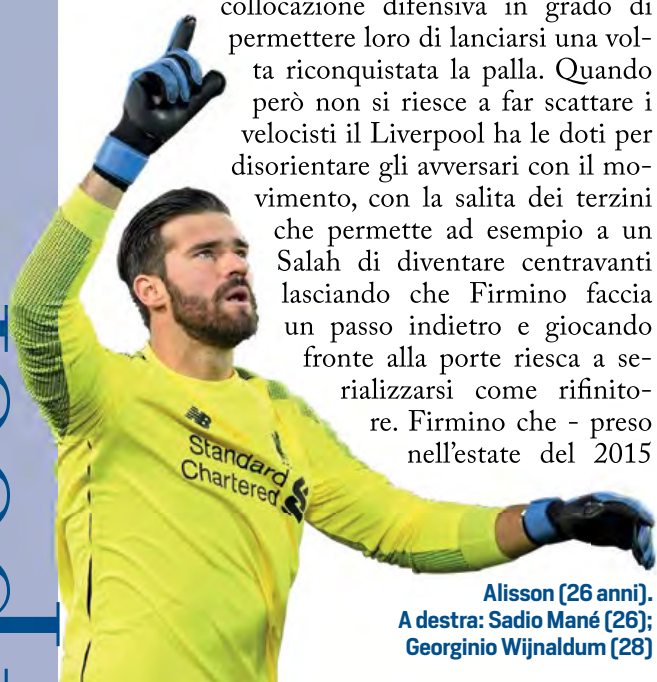 collocazione difensiva in grado di
permettere loro di lanciarsi una vol-
ta riconquistata la palla. Quando
però non si riesce a far scattare i
velocisti il Liverpool ha le doti per
disorientare gli avversari con il mo-
vimento, con la salita dei terzini
che permette ad esempio a un
Salah di diventare centravanti
lasciando che Firmino faccia
un passo indietro e giocando
fronte alla porte riesca a se-
rializzarsi come rifinito-
re. Firmino che - preso
nell'estate del 2015
NB
Standard
Chartered
Alisson (26 anni).
A destra: Sadio Mané (26);
Georginio Wijnaldum (28)